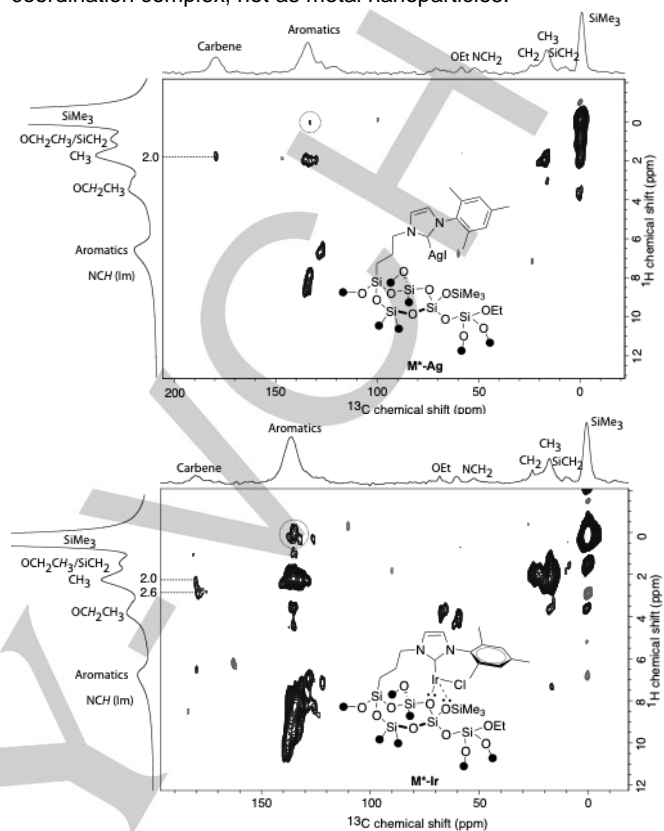 coordination complex, not as metal nanoparticles.
SiMe3
Aromatics
CH3
Carbene
OEt NCH2
CH2
SiCH2
SiMe3
OCH2CH3/SiCH2
CH3
2.0
OCH2CH3
Aromatics
NCH (Im)
0
2
4
6
8
10
12
1H chemical shift (ppm)
N
N
AgI
Si
O
O
Si
O
O
Si
O
OSiMe3
Si
O
Si
OEt
O
O
O
M*-Ag
200
150
100
50
0
13C chemical shift (ppm)
SiMe3
Aromatics
CH3
Carbene
OEt
NCH2
CH2
SiCH2
SiMe3
OCH2CH3/SiCH2
CH3
2.0
2.6
OCH2CH3
Aromatics
NCH (Im)
0
2
4
6
8
10
12
1H chemical shift (ppm)
N
N
Ir
Cl
Si
O
O
Si
O
O
Si
O
OSiMe3
Si
O
Si
OEt
O
O
O
M*-Ir
150
100
50
0
13C chemical shift (ppm)